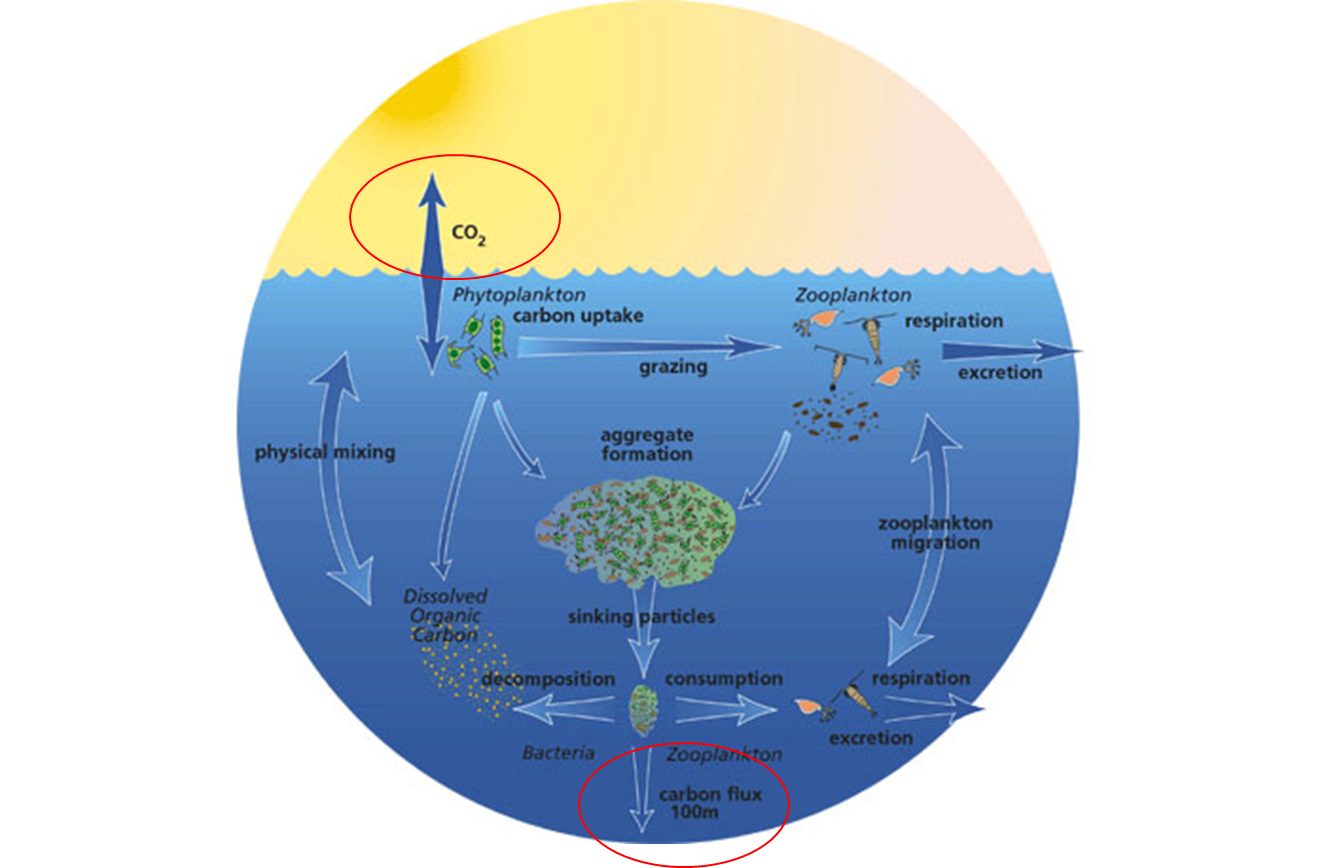 CO₂
Phytoplankton
carbon uptake
Zooplankton
respiration
grazing
excretion
physical mixing
aggregate
formation
zooplankton
migration
Dissolved
Organic
Carbon
sinking particles
decomposition
consumption
respiration
excretion
Bacteria
Zooplankton
carbon flux
100m